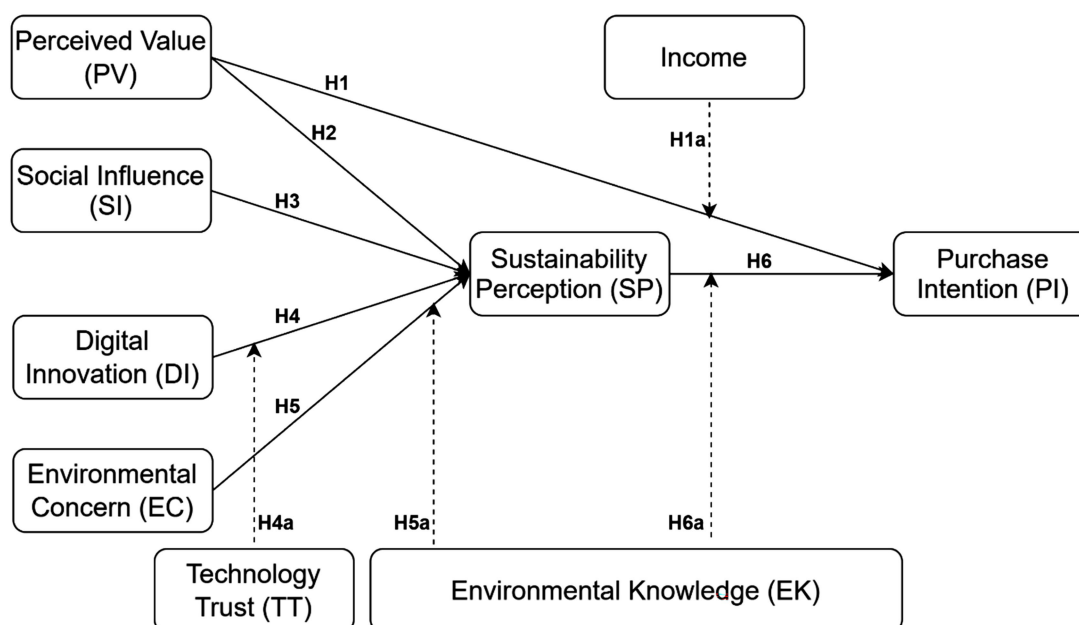 Perceived Value
(PV)
Income
H1
H1a
H2
Social Influence
(SI)
H3
Sustainability
Perception (SP)
H6
Purchase
Intention (PI)
H4
Digital
Innovation (DI)
H5
Environmental
Concern (EC)
H4a
H5a
H6a
Technology
Trust (TT)
Environmental Knowledge (EK)